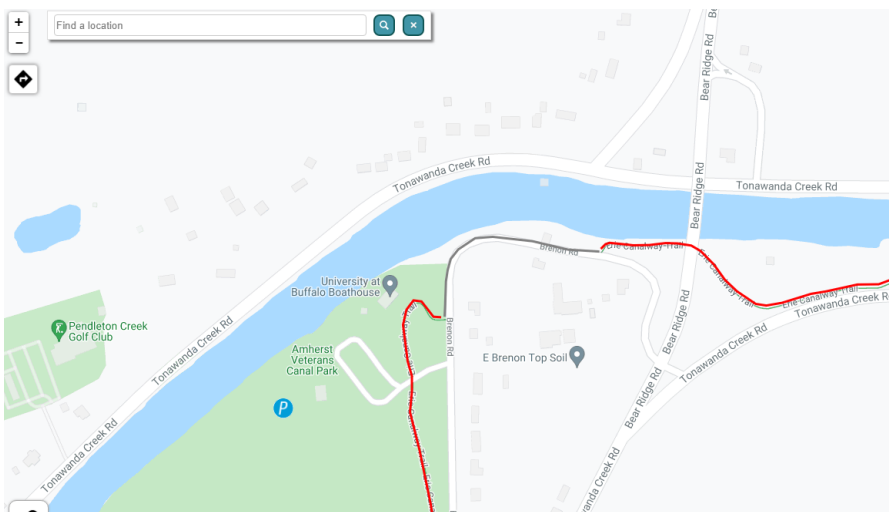 +
Find a location
−
Bear Ridge Rd
Tonawanda Creek Rd
Bear Ridge Rd
Tonawanda Creek Rd
Brenon Rd
Erie Canalway-Trail
Erie Canalway-Trail
Erie Canalway Trail
Tonawanda Creek Rd
University at
Buffalo Boathouse
Bear Ridge Rd
Brenon Rd
Pendleton Creek
Golf Club
Tonawanda Creek Rd
Amherst
Veterans
Canal Park
E Brenon Top Soil
Tonawanda Creek Rd
Bear Ridge Rd
P
Tonawanda Creek Rd